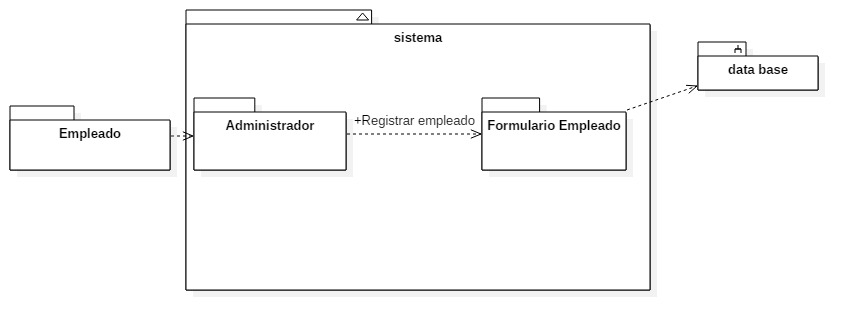 sistema
data base
Empleado
Administrador
+Registrar empleado
Formulario Empleado